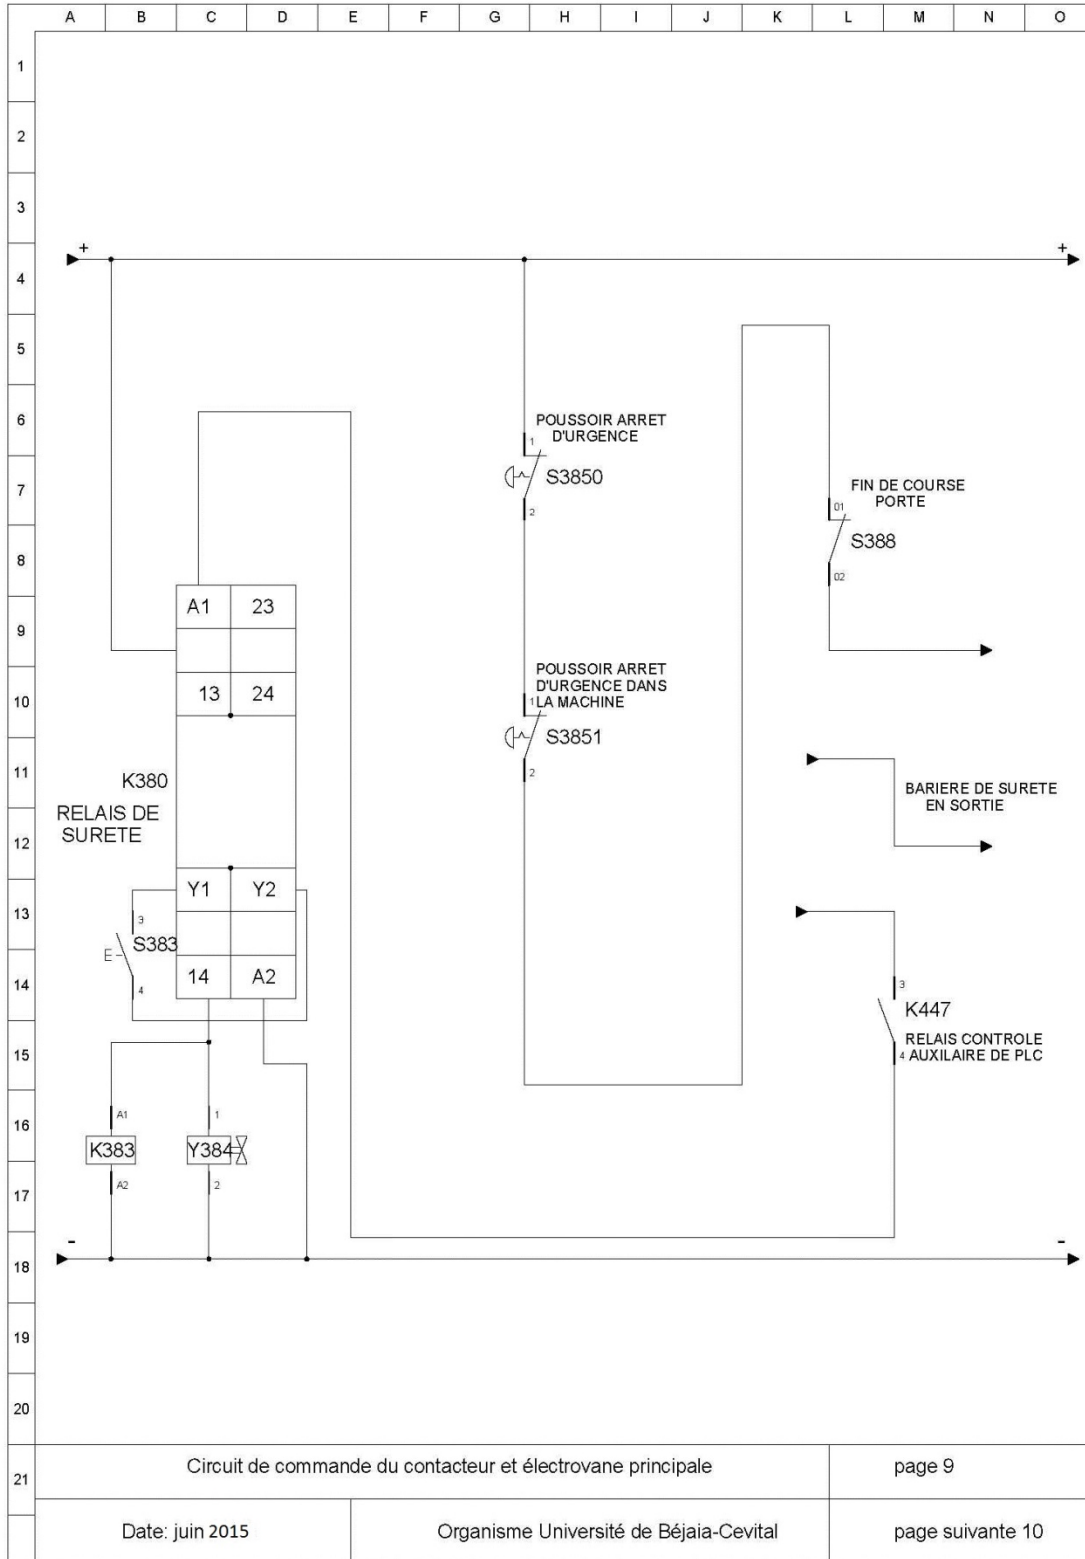 A B C D E F G H I J K L M N O
1
2
3
+ +
4
5
6
POUSSOIR ARRET
D'URGENCE
1
S3850
2
7
FIN DE COURSE
PORTE
01
S388
02
8
A1 23
9
POUSSOIR ARRET
D'URGENCE DANS
1 LA MACHINE
S3851
2
10
13 24
11
K380
RELAIS DE
SURETE
BARIERE DE SURETE
EN SORTIE
12
Y1 Y2
13
3
S383
E
4
14
14 A2
3
K447
RELAIS CONTROLE
4 AUXILAIRE DE PLC
15
16
A1 1
K383 Y384
A2 2
17
- -
18
19
20
21
Circuit de commande du contacteur et électrovane principale page 9
Date: juin 2015 Organisme Université de Béjaia-Cevital page suivante 10